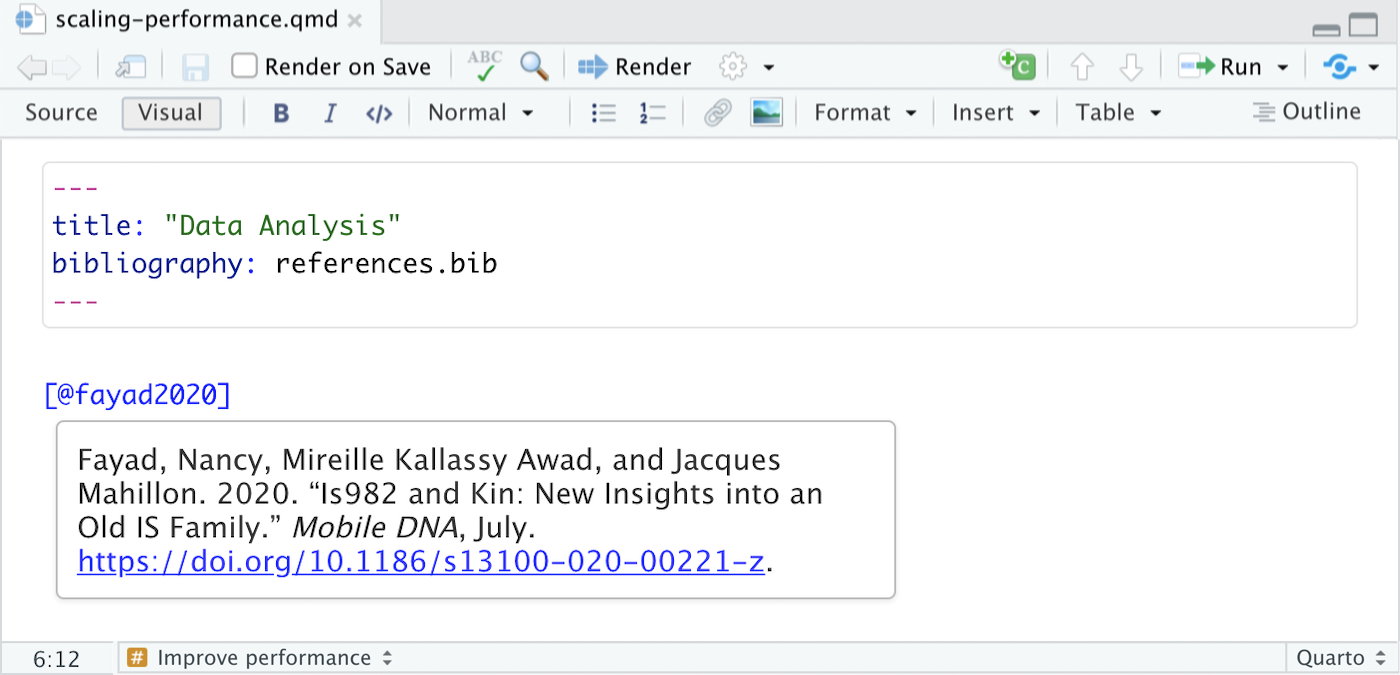 scaling-performance.qmd
Render on Save ABC Render Run
Source Visual B I </> Normal Format Insert Table Outline
---
title: "Data Analysis"
bibliography: references.bib
---
[@fayad2020]
Fayad, Nancy, Mireille Kallassy Awad, and Jacques
Mahillon. 2020. “Is982 and Kin: New Insights into an
Old IS Family.” Mobile DNA, July.
https://doi.org/10.1186/s13100-020-00221-z.
6:12 # Improve performance Quarto